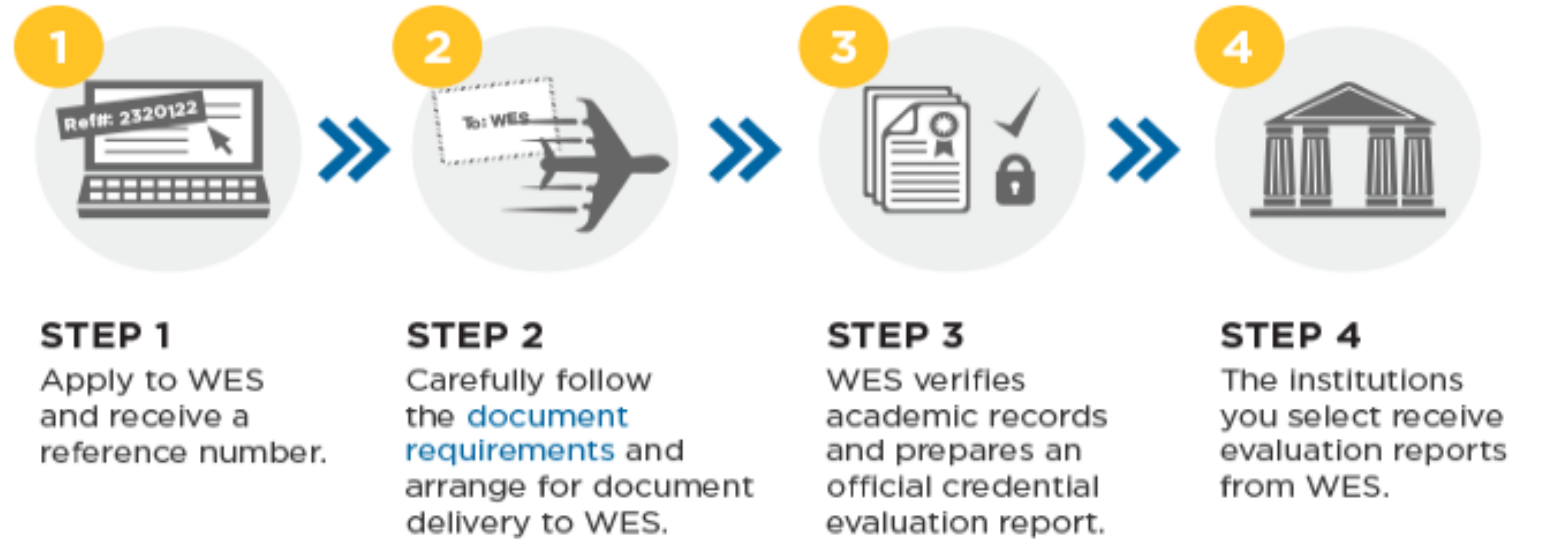 1
Ref#: 2320122
2
To: WES
3
4
STEP 1
Apply to WES
and receive a
reference number.
STEP 2
Carefully follow
the document
requirements and
arrange for document
delivery to WES.
STEP 3
WES verifies
academic records
and prepares an
official credential
evaluation report.
STEP 4
The institutions
you select receive
evaluation reports
from WES.